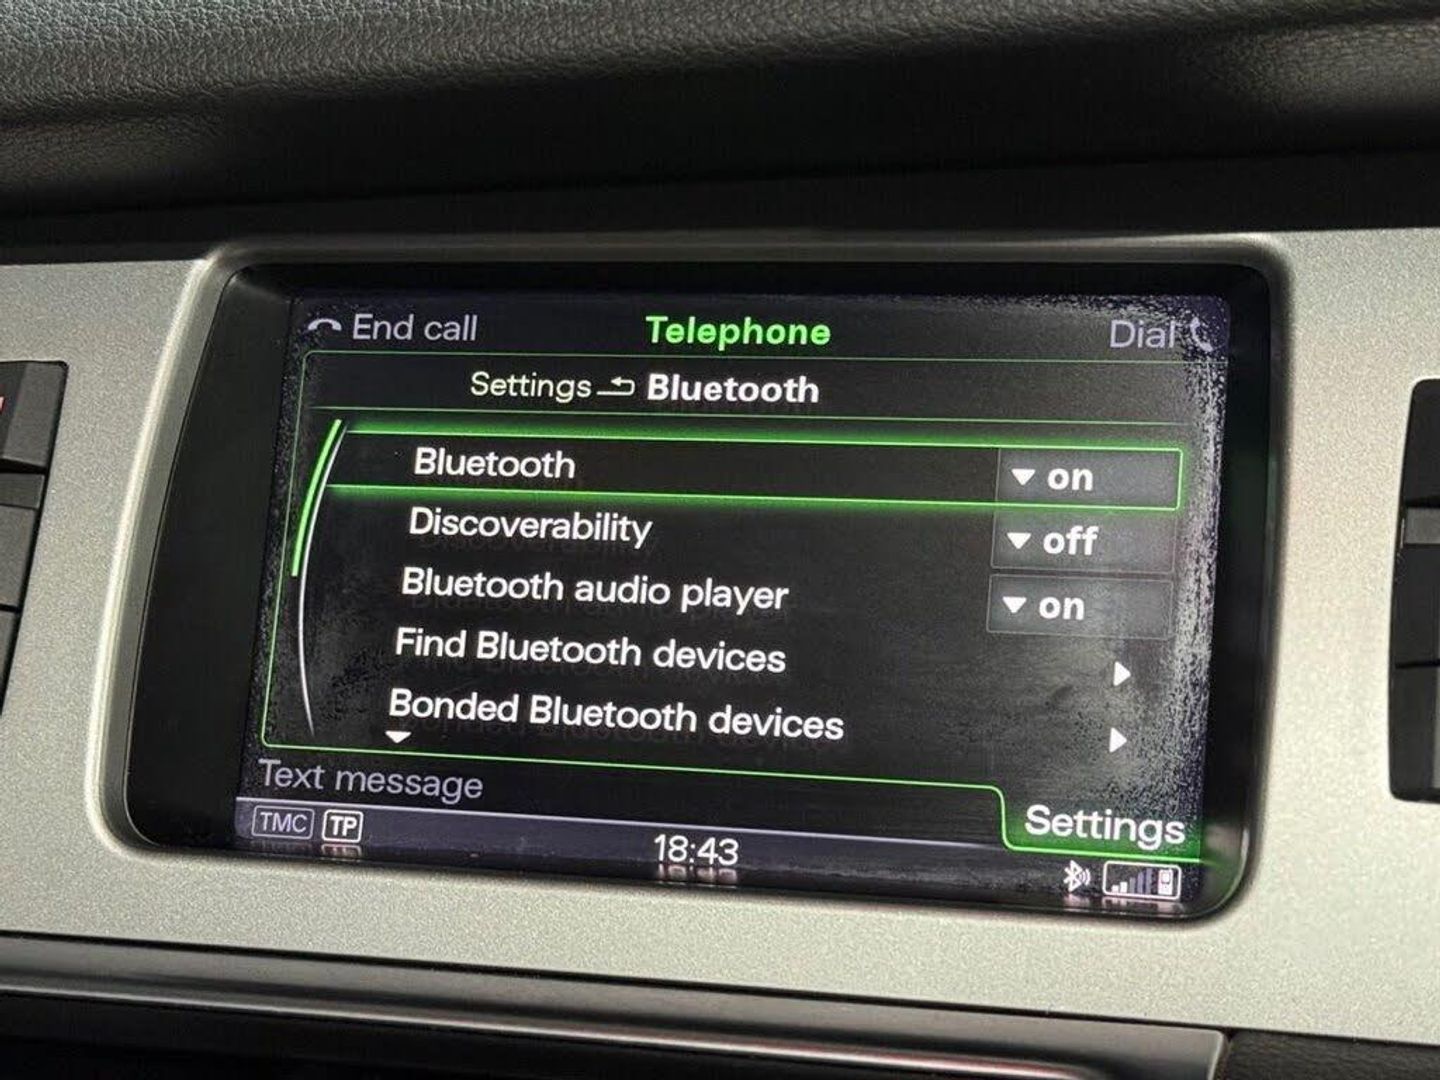 End call Telephone Dial
Settings Bluetooth
Bluetooth on
Discoverability off
Bluetooth audio player on
Find Bluetooth devices
Bonded Bluetooth devices
Text message Settings
TMC TP 18:43